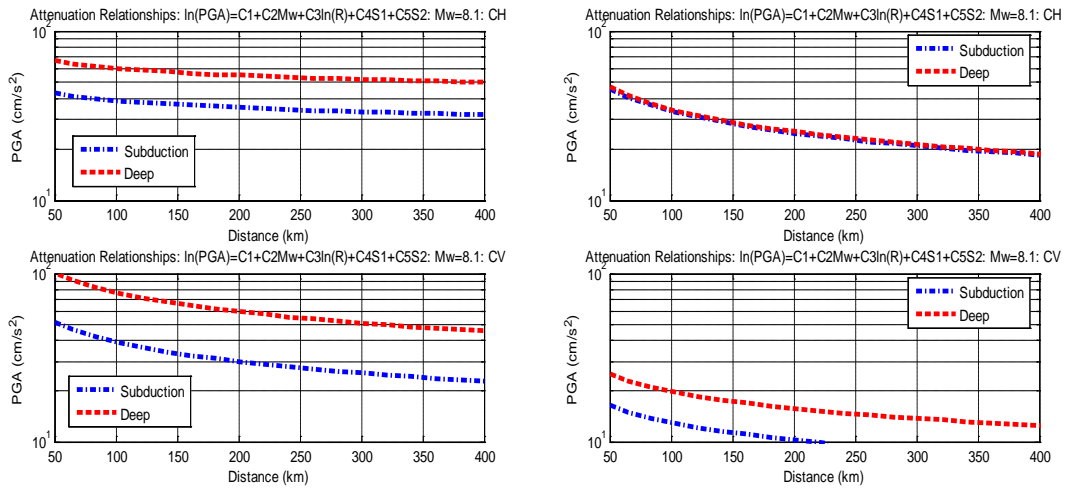 Attenuation Relationships: ln(PGA)=C1+C2Mw+C3ln(R)+C4S1+C5S2: Mw=8.1: CH
10^2
PGA (cm/s^2)
Subduction
Deep
10^1
50 100 150 200 250 300 350 400
Distance (km)
Attenuation Relationships: ln(PGA)=C1+C2Mw+C3ln(R)+C4S1+C5S2: Mw=8.1: CH
10^2
PGA (cm/s^2)
Subduction
Deep
10^1
50 100 150 200 250 300 350 400
Distance (km)
Attenuation Relationships: ln(PGA)=C1+C2Mw+C3ln(R)+C4S1+C5S2: Mw=8.1: CV
10^2
PGA (cm/s^2)
Subduction
Deep
10^1
50 100 150 200 250 300 350 400
Distance (km)
Attenuation Relationships: ln(PGA)=C1+C2Mw+C3ln(R)+C4S1+C5S2: Mw=8.1: CV
10^2
PGA (cm/s^2)
Subduction
Deep
10^1
50 100 150 200 250 300 350 400
Distance (km)